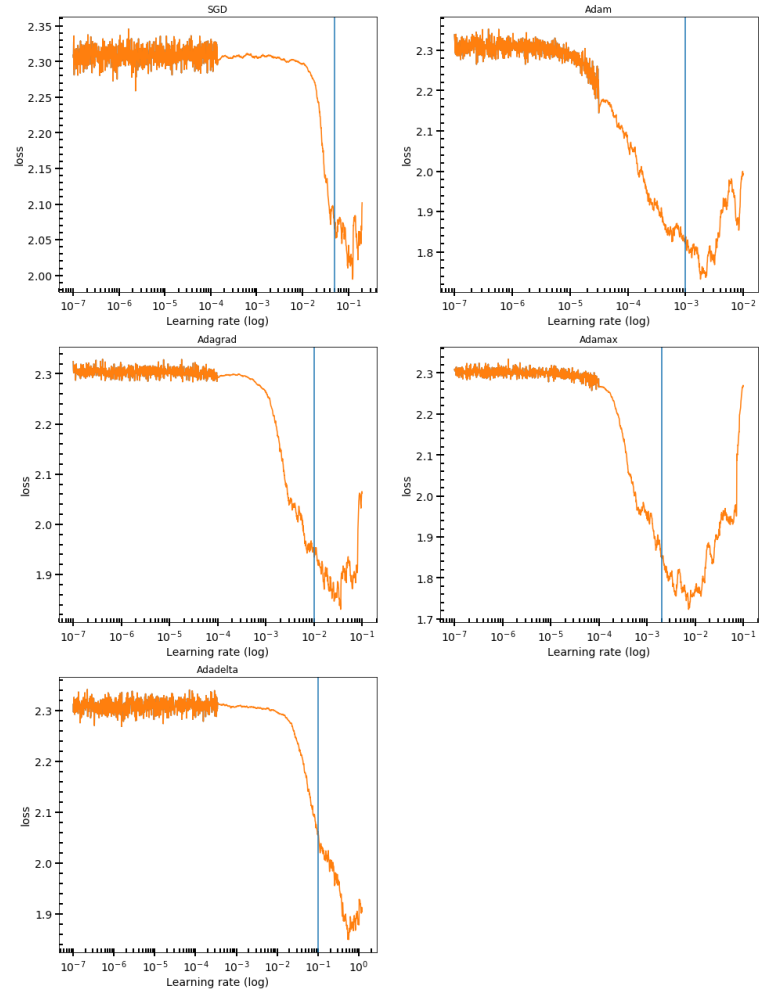 SGD
2.35
2.30
2.25
2.20
2.15
2.10
2.05
2.00
loss
10⁻⁷ 10⁻⁶ 10⁻⁵ 10⁻⁴ 10⁻³ 10⁻² 10⁻¹
Learning rate (log)
Adam
2.3
2.2
2.1
2.0
1.9
1.8
loss
10⁻⁷ 10⁻⁶ 10⁻⁵ 10⁻⁴ 10⁻³ 10⁻²
Learning rate (log)
Adagrad
2.3
2.2
2.1
2.0
1.9
loss
10⁻⁷ 10⁻⁶ 10⁻⁵ 10⁻⁴ 10⁻³ 10⁻² 10⁻¹
Learning rate (log)
Adamax
2.3
2.2
2.1
2.0
1.9
1.8
1.7
loss
10⁻⁷ 10⁻⁶ 10⁻⁵ 10⁻⁴ 10⁻³ 10⁻² 10⁻¹
Learning rate (log)
Adadelta
2.3
2.2
2.1
2.0
1.9
loss
10⁻⁷ 10⁻⁶ 10⁻⁵ 10⁻⁴ 10⁻³ 10⁻² 10⁻¹ 10⁰
Learning rate (log)